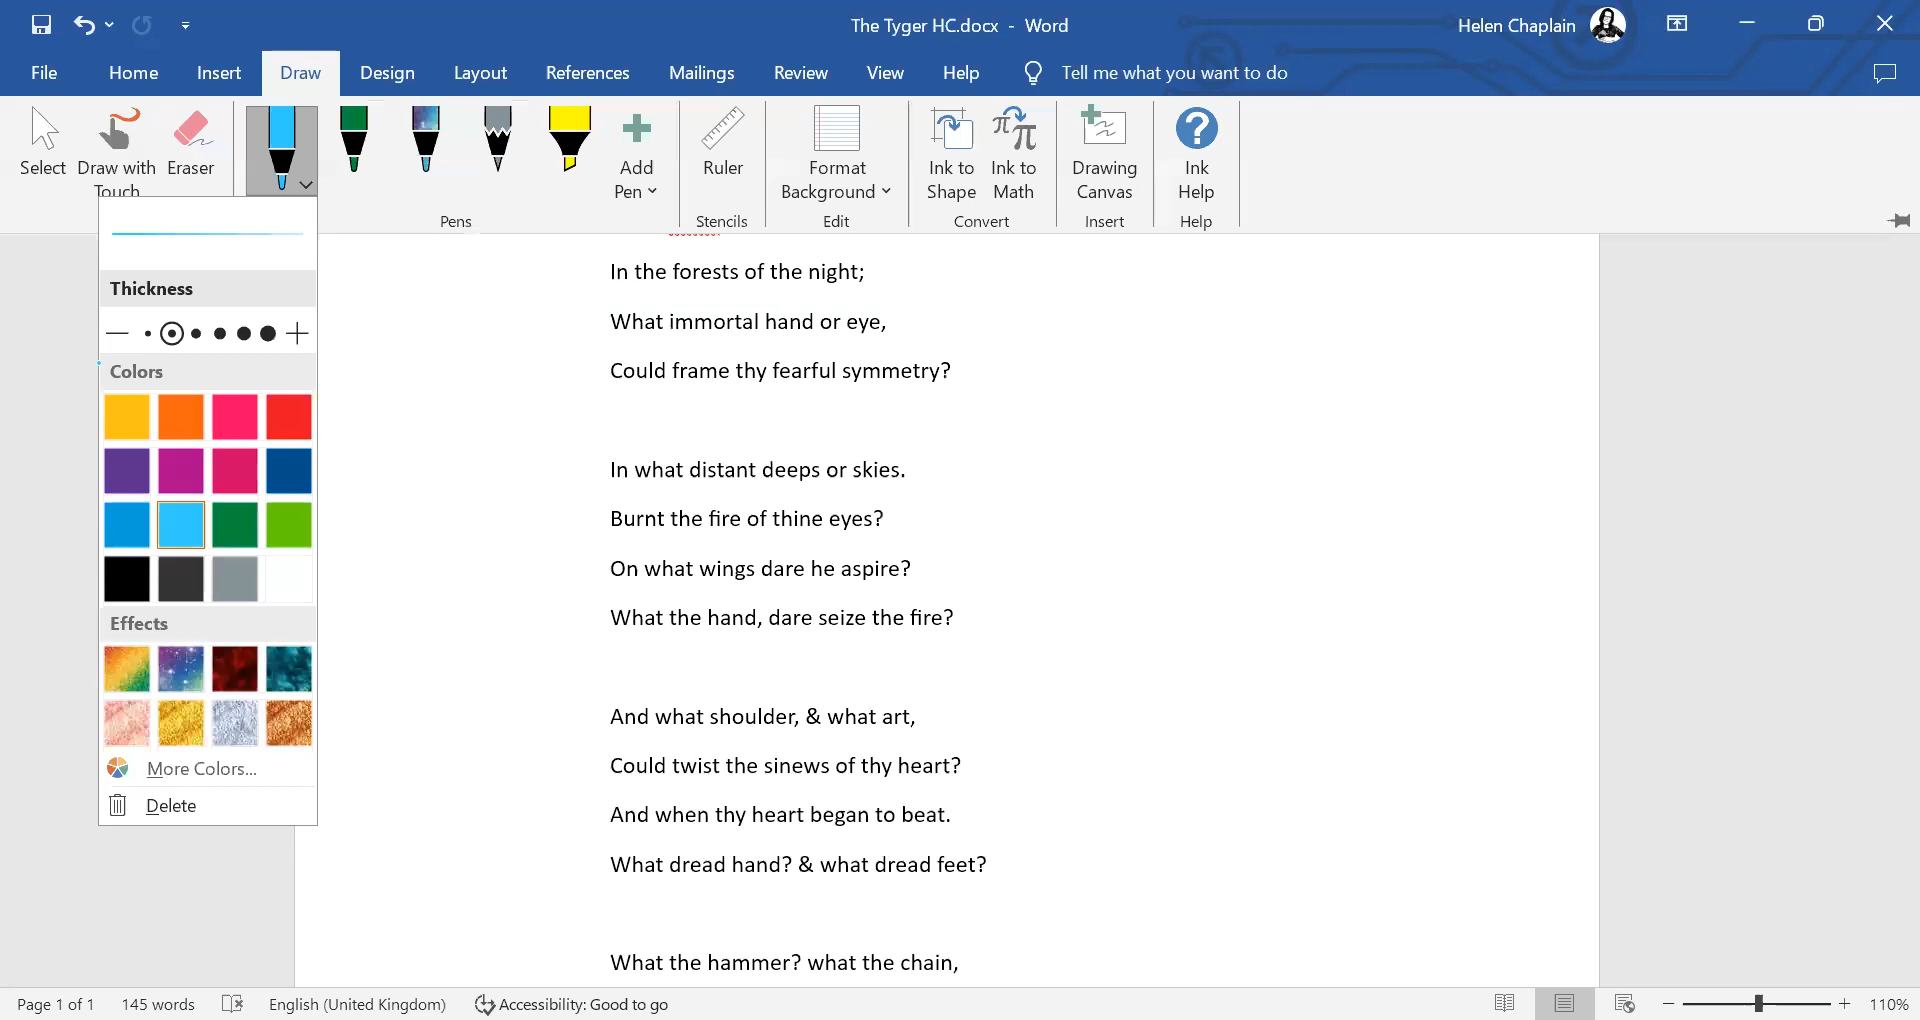 The Tyger HC.docx - Word
Helen Chaplain
File Home Insert Draw Design Layout References Mailings Review View Help Tell me what you want to do
Select
Draw with
Touch
Eraser
Add
Pen
Pens
Ruler
Stencils
Format
Background
Edit
Ink to
Shape
Ink to
Math
Convert
Drawing
Canvas
Insert
Ink
Help
Help
Thickness
Colors
Effects
More Colors...
Delete
In the forests of the night;
What immortal hand or eye,
Could frame thy fearful symmetry?
In what distant deeps or skies.
Burnt the fire of thine eyes?
On what wings dare he aspire?
What the hand, dare seize the fire?
And what shoulder, & what art,
Could twist the sinews of thy heart?
And when thy heart began to beat.
What dread hand? & what dread feet?
What the hammer? what the chain,
Page 1 of 1 145 words English (United Kingdom) Accessibility: Good to go 110%